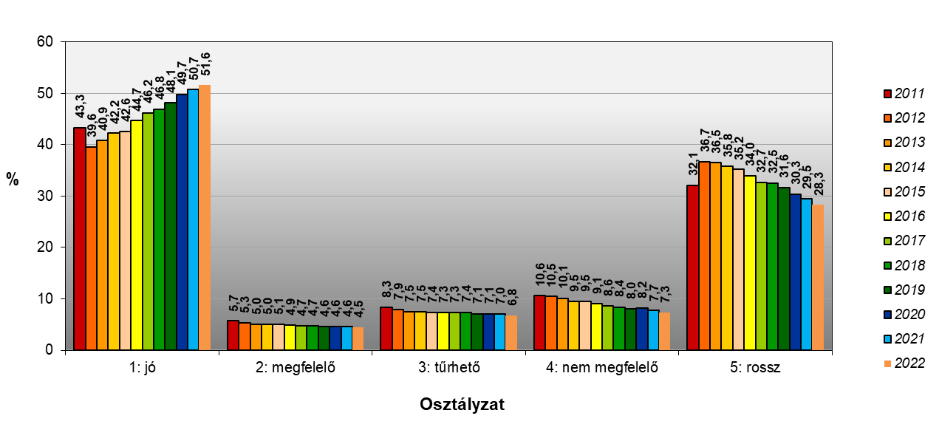 %
60
50
40
30
20
10
0
43,3 39,6 40,9 42,2 42,6 44,7 46,2 46,8 48,1 49,7 50,7 51,6
5,7 5,3 5,0 5,0 5,1 4,9 4,7 4,7 4,6 4,6 4,6 4,5
8,3 7,9 7,5 7,5 7,4 7,3 7,3 7,4 7,1 7,1 7,0 6,8
10,6 10,5 10,1 9,5 9,5 9,1 8,6 8,4 8,0 8,2 7,7 7,3
32,1 36,7 36,5 35,8 35,2 34,0 32,7 32,5 31,6 30,3 29,5 28,3
1: jó 2: megfelelő 3: tűrhető 4: nem megfelelő 5: rossz
Osztályzat
2011
2012
2013
2014
2015
2016
2017
2018
2019
2020
2021
2022